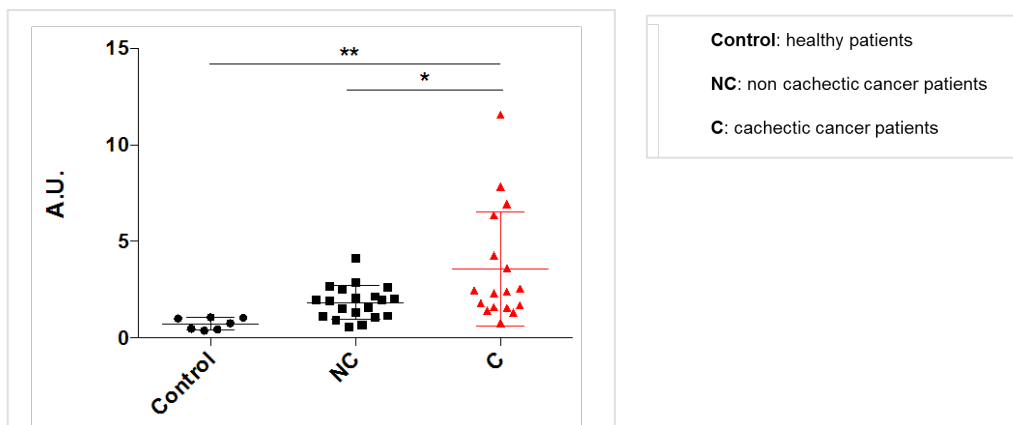 15
**
*
10
5
0
A.U.
Control
NC
C
Control: healthy patients
NC: non cachectic cancer patients
C: cachectic cancer patients